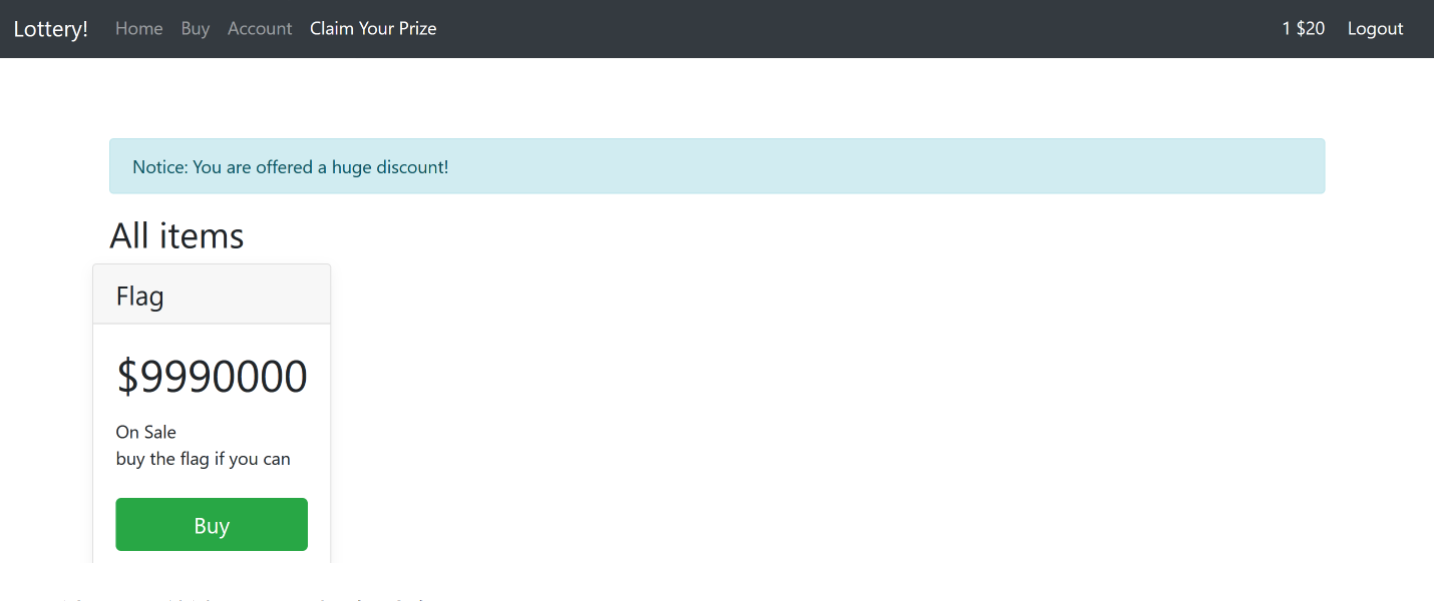 Lottery! Home Buy Account Claim Your Prize 1 $20 Logout
Notice: You are offered a huge discount!
All items
Flag
$9990000
On Sale
buy the flag if you can
Buy